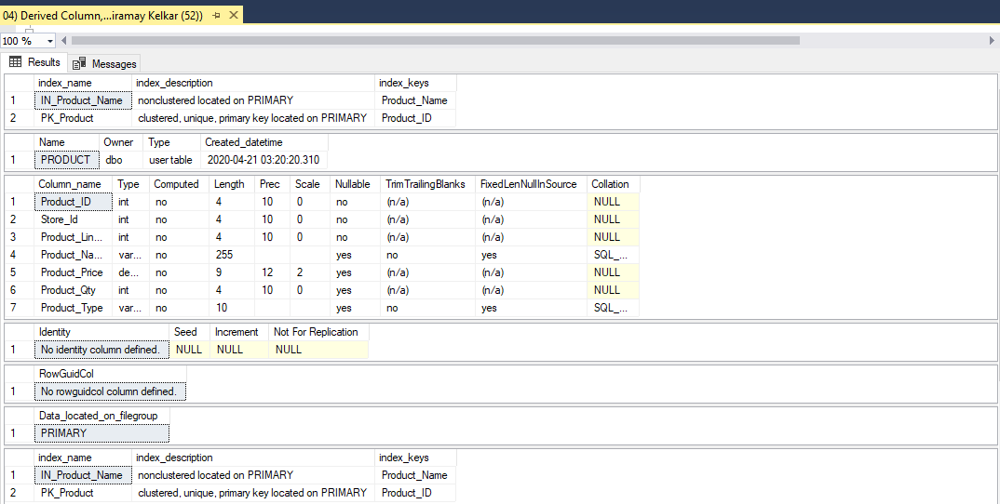 04) Derived Column,...iramay Kelkar (52))
100 %
Results Messages
index_name index_description index_keys
1 IN_Product_Name nonclustered located on PRIMARY Product_Name
2 PK_Product clustered, unique, primary key located on PRIMARY Product_ID
Name Owner Type Created_datetime
1 PRODUCT dbo user table 2020-04-21 03:20:20.310
Column_name Type Computed Length Prec Scale Nullable TrimTrailingBlanks FixedLenNullInSource Collation
1 Product_ID int no 4 10 0 no (n/a) (n/a) NULL
2 Store_Id int no 4 10 0 no (n/a) (n/a) NULL
3 Product_Lin... int no 4 10 0 no (n/a) (n/a) NULL
4 Product_Na... var... no 255 yes no yes SQL_...
5 Product_Price de... no 9 12 2 yes (n/a) (n/a) NULL
6 Product_Qty int no 4 10 0 yes (n/a) (n/a) NULL
7 Product_Type var... no 10 yes no yes SQL_...
Identity Seed Increment Not For Replication
1 No identity column defined. NULL NULL NULL
RowGuidCol
1 No rowguidcol column defined.
Data_located_on_filegroup
1 PRIMARY
index_name index_description index_keys
1 IN_Product_Name nonclustered located on PRIMARY Product_Name
2 PK_Product clustered, unique, primary key located on PRIMARY Product_ID